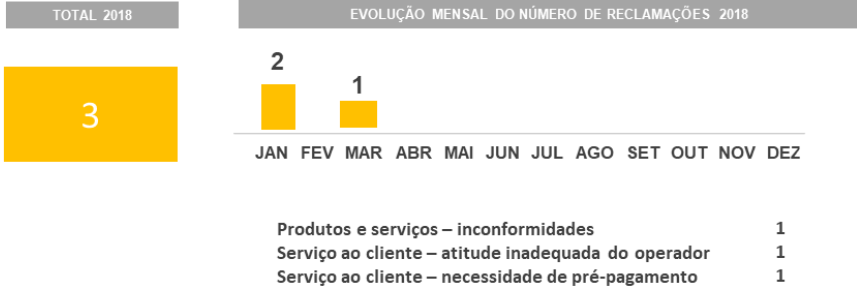 TOTAL 2018
3
EVOLUÇÃO MENSAL DO NÚMERO DE RECLAMAÇÕES 2018
2
1
JAN FEV MAR ABR MAI JUN JUL AGO SET OUT NOV DEZ
Produtos e serviços – inconformidades 1
Serviço ao cliente – atitude inadequada do operador 1
Serviço ao cliente – necessidade de pré-pagamento 1